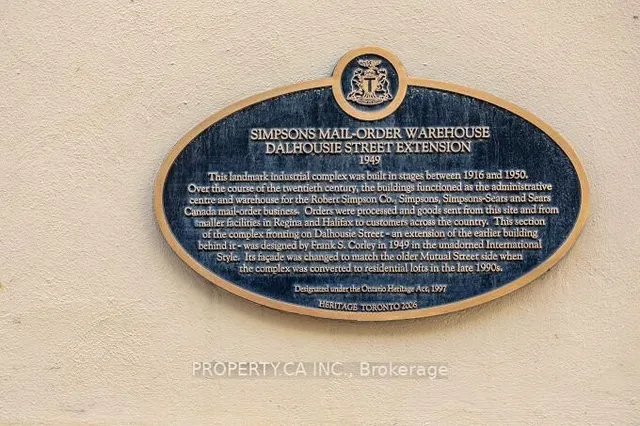 T
SIMPSONS MAIL-ORDER WAREHOUSE
DALHOUSIE STREET EXTENSION
1949
This landmark industrial complex was built in stages between 1916 and 1950.
Over the course of the twentieth century, the buildings functioned as the administrative
centre and warehouse for the Robert Simpson Co., Simpsons, Simpsons-Sears and Sears
Canada mail-order business. Orders were processed and goods sent from this site and from
smaller facilities in Regina and Halifax to customers across the country. This section
of the complex fronting on Dalhousie Street - an extension of the earlier building
behind it - was designed by Frank S. Corley in 1949 in the unadorned International
Style. Its façade was changed to match the older Mutual Street side when
the complex was converted to residential lofts in the late 1990s.
Designated under the Ontario Heritage Act, 1997
HERITAGE TORONTO 2006
PROPERTY.CA INC., Brokerage